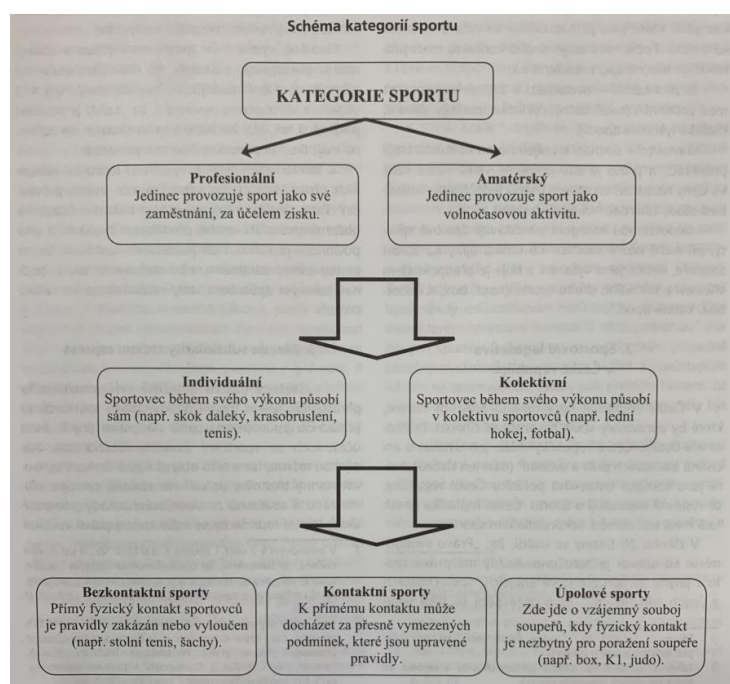 Schéma kategorií sportu
KATEGORIE SPORTU
Profesionální
Jedinec provozuje sport jako své
zaměstnání, za účelem zisku.
Amatérský
Jedinec provozuje sport jako
volnočasovou aktivitu.
Individuální
Sportovec během svého výkonu působí
sám (např. skok daleký, krasobruslení,
tenis).
Kolektivní
Sportovec během svého výkonu působí
v kolektivu sportovců (např. lední
hokej, fotbal).
Bezkontaktní sporty
Přímý fyzický kontakt sportovců
je pravidly zakázán nebo vyloučen
(např. stolní tenis, šachy).
Kontaktní sporty
K přímému kontaktu může
docházet za přesně vymezených
podmínek, které jsou upravené
pravidly.
Úpolové sporty
Zde jde o vzájemný souboj
soupeřů, kdy fyzický kontakt
je nezbytný pro poražení soupeře
(např. box, K1, judo).